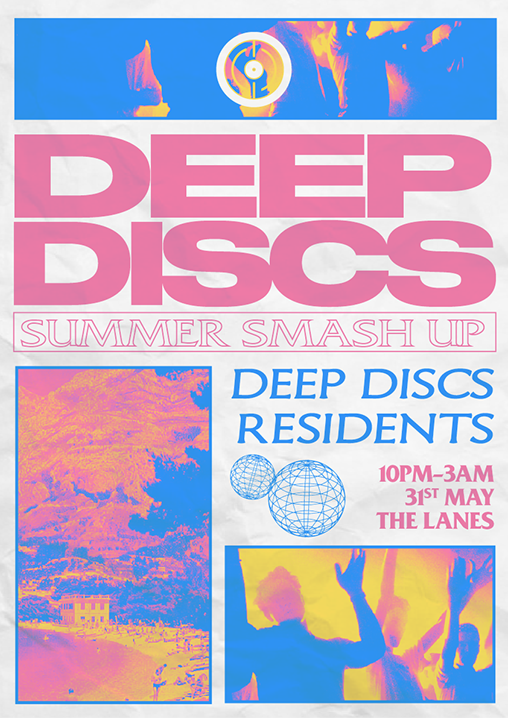 DEEP
DISCS
SUMMER SMASH UP
DEEP DISCS
RESIDENTS
10PM–3AM
31ST MAY
THE LANES